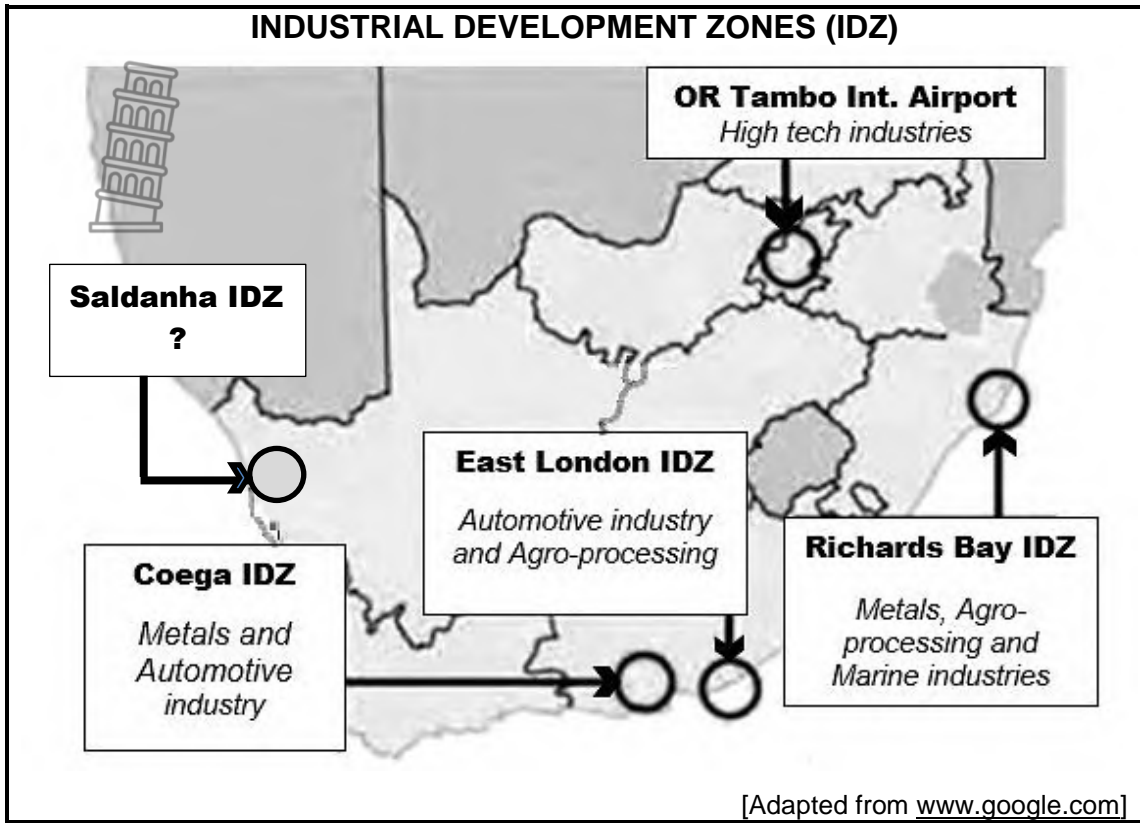 INDUSTRIAL DEVELOPMENT ZONES (IDZ)
OR Tambo Int. Airport
High tech industries
Saldanha IDZ
?
East London IDZ
Automotive industry
and Agro-processing
Coega IDZ
Metals and
Automotive
industry
Richards Bay IDZ
Metals, Agro-
processing and
Marine industries
[Adapted from www.google.com]